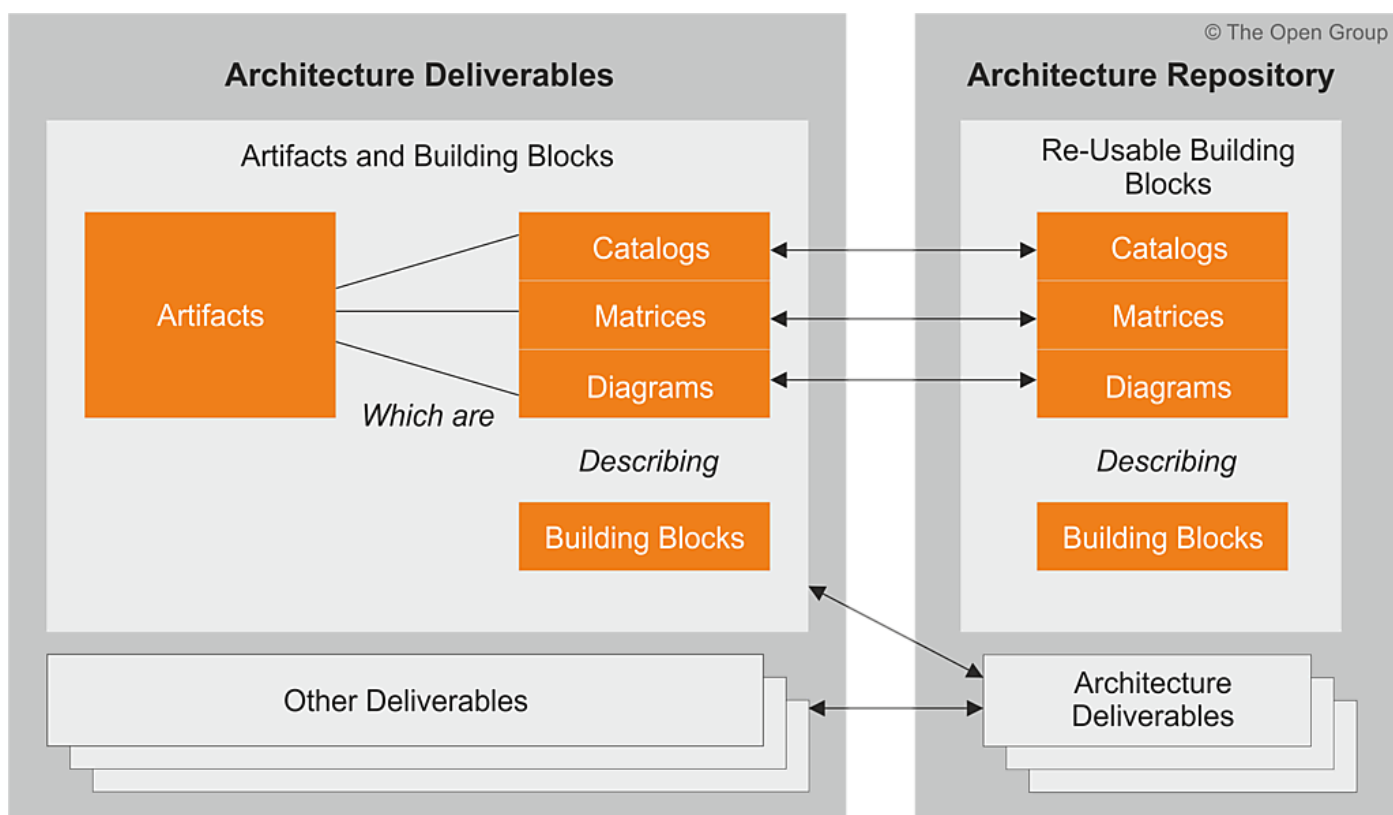 © The Open Group
Architecture Deliverables
Artifacts and Building Blocks
Artifacts
Which are
Catalogs
Matrices
Diagrams
Describing
Building Blocks
Other Deliverables
Architecture Repository
Re-Usable Building
Blocks
Catalogs
Matrices
Diagrams
Describing
Building Blocks
Architecture
Deliverables